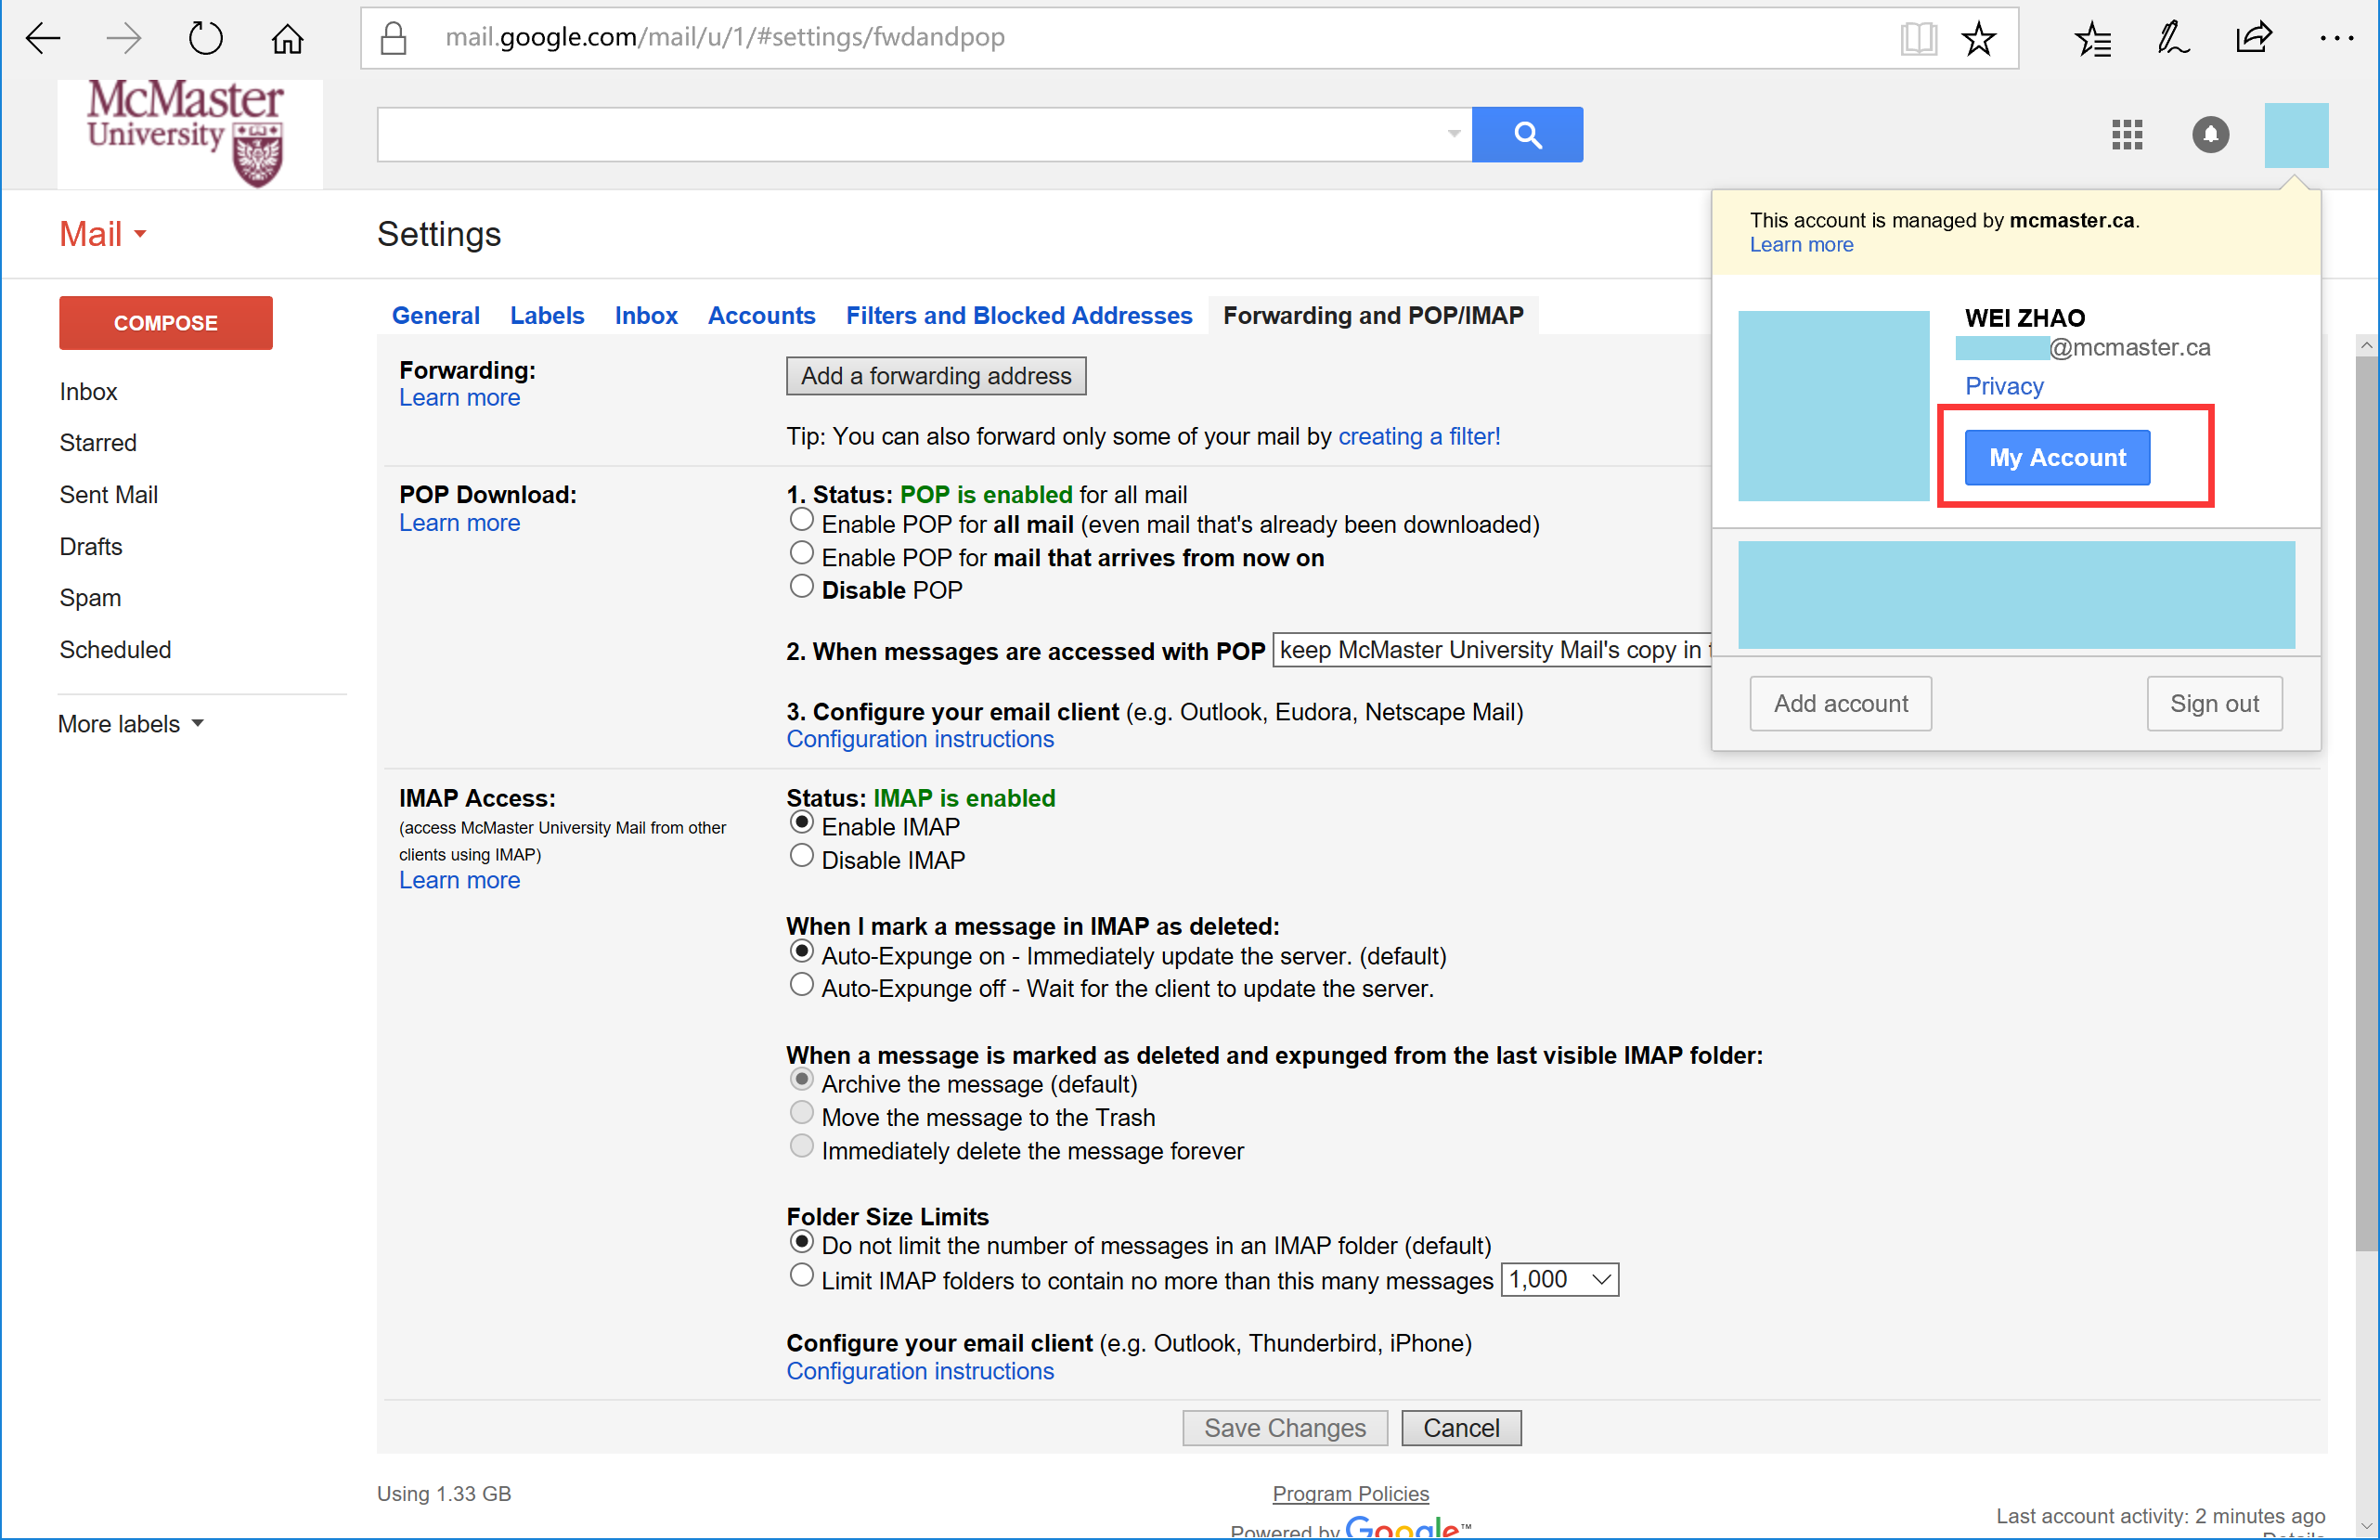 mail.google.com/mail/u/1/#settings/fwdandpop
McMaster
University
Mail
Settings
This account is managed by mcmaster.ca.
Learn more
COMPOSE
General Labels Inbox Accounts Filters and Blocked Addresses Forwarding and POP/IMAP
WEI ZHAO
@mcmaster.ca
Privacy
My Account
Add account
Sign out
Inbox
Starred
Sent Mail
Drafts
Spam
Scheduled
More labels
Forwarding:
Learn more
Add a forwarding address
Tip: You can also forward only some of your mail by creating a filter!
POP Download:
Learn more
1. Status: POP is enabled for all mail
Enable POP for all mail (even mail that's already been downloaded)
Enable POP for mail that arrives from now on
Disable POP
2. When messages are accessed with POP keep McMaster University Mail's copy in
3. Configure your email client (e.g. Outlook, Eudora, Netscape Mail)
Configuration instructions
IMAP Access:
(access McMaster University Mail from other
clients using IMAP)
Learn more
Status: IMAP is enabled
Enable IMAP
Disable IMAP
When I mark a message in IMAP as deleted:
Auto-Expunge on - Immediately update the server. (default)
Auto-Expunge off - Wait for the client to update the server.
When a message is marked as deleted and expunged from the last visible IMAP folder:
Archive the message (default)
Move the message to the Trash
Immediately delete the message forever
Folder Size Limits
Do not limit the number of messages in an IMAP folder (default)
Limit IMAP folders to contain no more than this many messages 1,000
Configure your email client (e.g. Outlook, Thunderbird, iPhone)
Configuration instructions
Save Changes Cancel
Using 1.33 GB
Program Policies
Powered by Google™
Last account activity: 2 minutes ago
Details